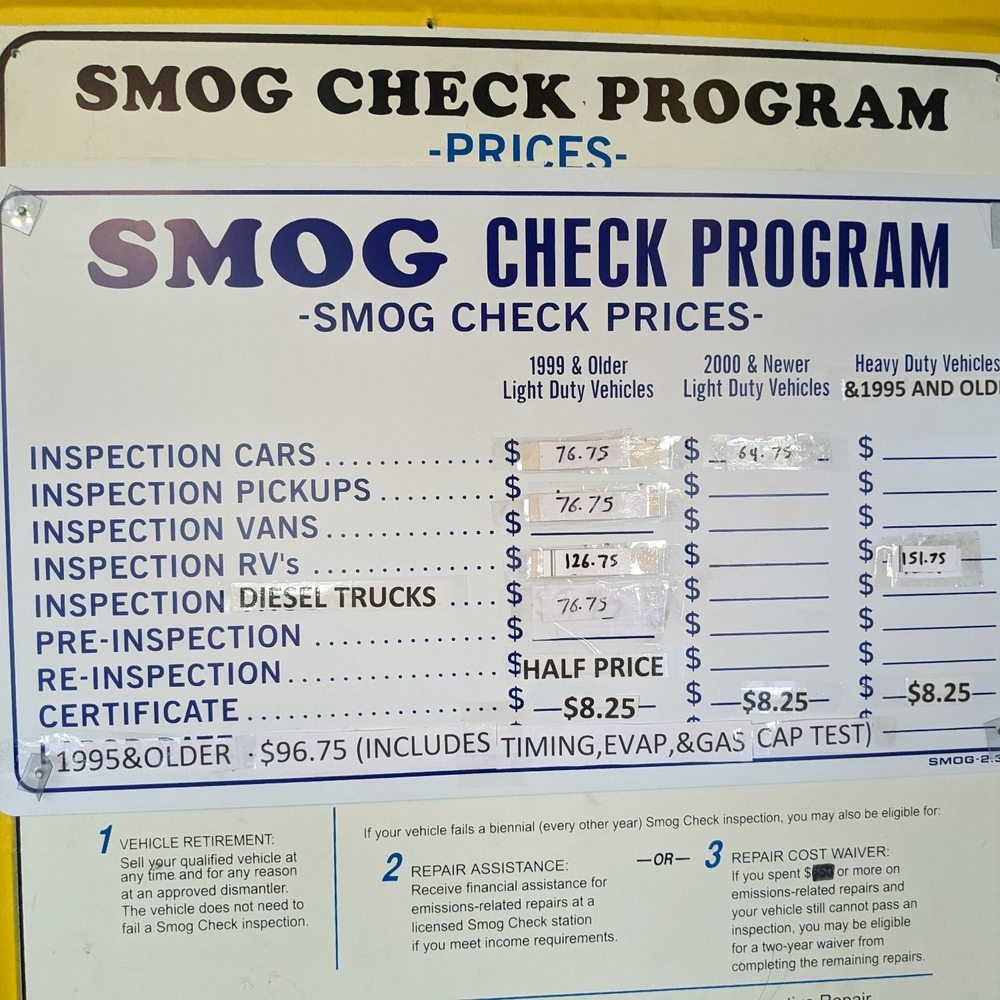 SMOG CHECK PROGRAM
-PRICES-
SMOG CHECK PROGRAM
-SMOG CHECK PRICES-
1999 & Older Light Duty Vehicles
2000 & Newer Light Duty Vehicles
Heavy Duty Vehicles &1995 AND OLD
INSPECTION CARS $ 76.75 $ 64.75 $
INSPECTION PICKUPS $ 76.75 $ $
INSPECTION VANS $ $ $
INSPECTION RV's $ 126.75 $ $ 151.75
INSPECTION DIESEL TRUCKS $ 76.75 $ $
PRE-INSPECTION $ $ $
RE-INSPECTION $ HALF PRICE $ $
CERTIFICATE $ $8.25 $ $8.25 $ $8.25
1995&OLDER $96.75 (INCLUDES TIMING,EVAP,&GAS CAP TEST)
SMOG-2.3
1 VEHICLE RETIREMENT:
Sell your qualified vehicle at
any time and for any reason
at an approved dismantler.
The vehicle does not need to
fail a Smog Check inspection.
If your vehicle fails a biennial (every other year) Smog Check inspection, you may also be eligible for:
2 REPAIR ASSISTANCE:
Receive financial assistance for
emissions-related repairs at a
licensed Smog Check station
if you meet income requirements.
—OR—
3 REPAIR COST WAIVER:
If you spent $ or more on
emissions-related repairs and
your vehicle still cannot pass an
inspection, you may be eligible
for a two-year waiver from
completing the remaining repairs.
Repair